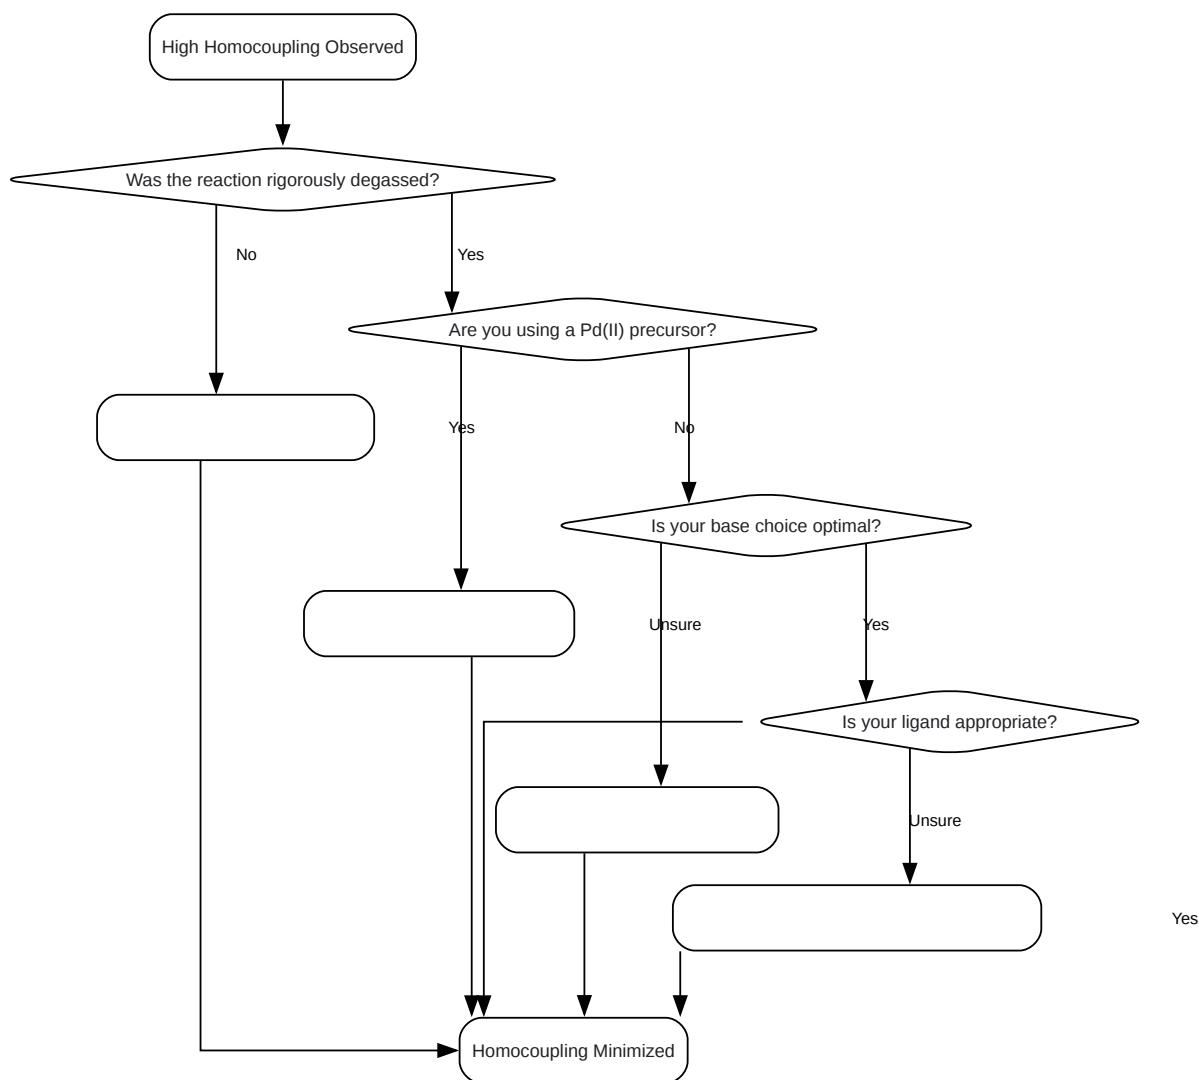 High Homocoupling Observed
Was the reaction rigorously degassed?
No
Yes
Are you using a Pd(II) precursor?
Yes
No
Is your base choice optimal?
Unsure
Yes
Is your ligand appropriate?
Unsure
Yes
Homocoupling Minimized